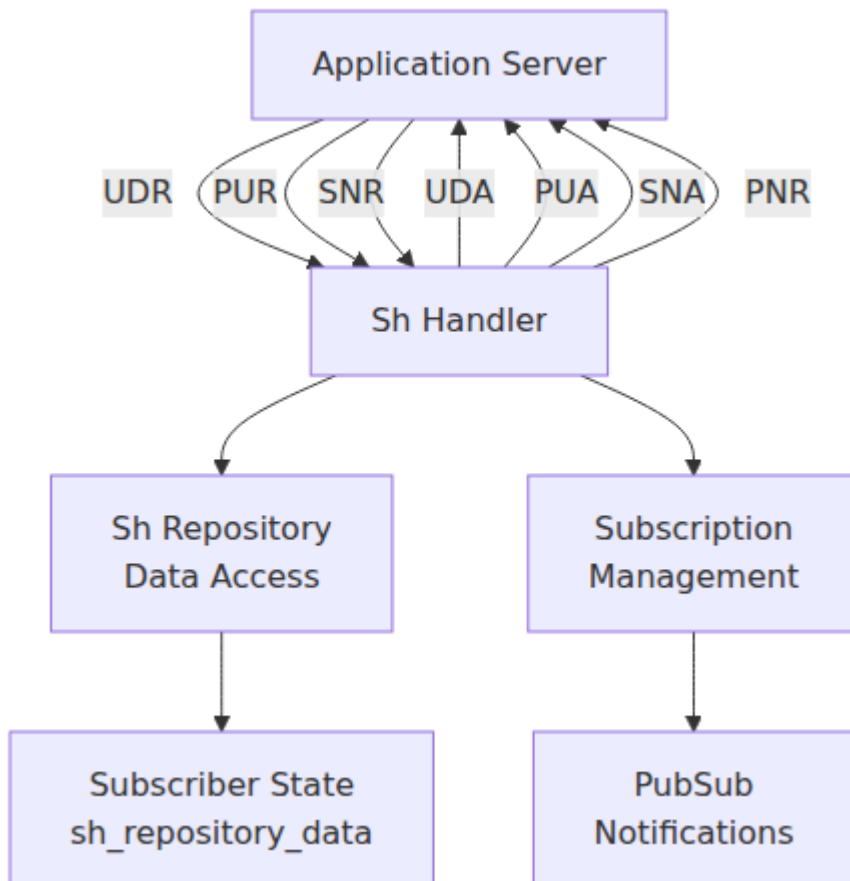 Application Server
UDR PUR SNR UDA PUA SNA PNR
Sh Handler
Sh Repository
Data Access
Subscription
Management
Subscriber State
sh_repository_data
PubSub
Notifications